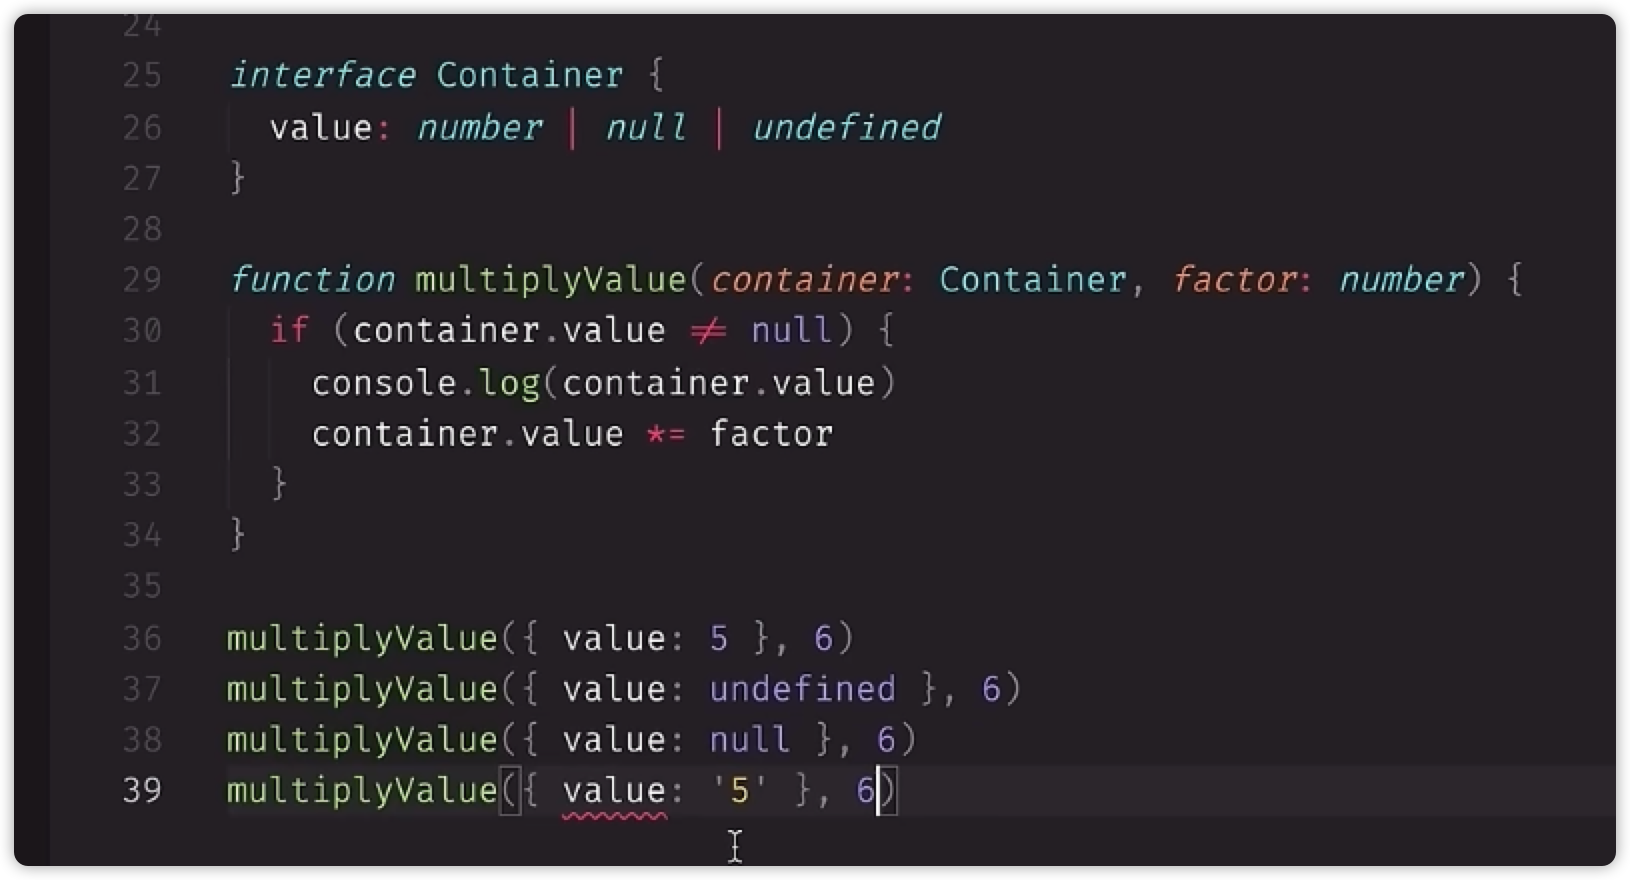 24
25 interface Container {
26 value: number | null | undefined
27 }
28
29 function multiplyValue(container: Container, factor: number) {
30 if (container.value != null) {
31 console.log(container.value)
32 container.value *= factor
33 }
34 }
35
36 multiplyValue({ value: 5 }, 6)
37 multiplyValue({ value: undefined }, 6)
38 multiplyValue({ value: null }, 6)
39 multiplyValue({ value: '5' }, 6)